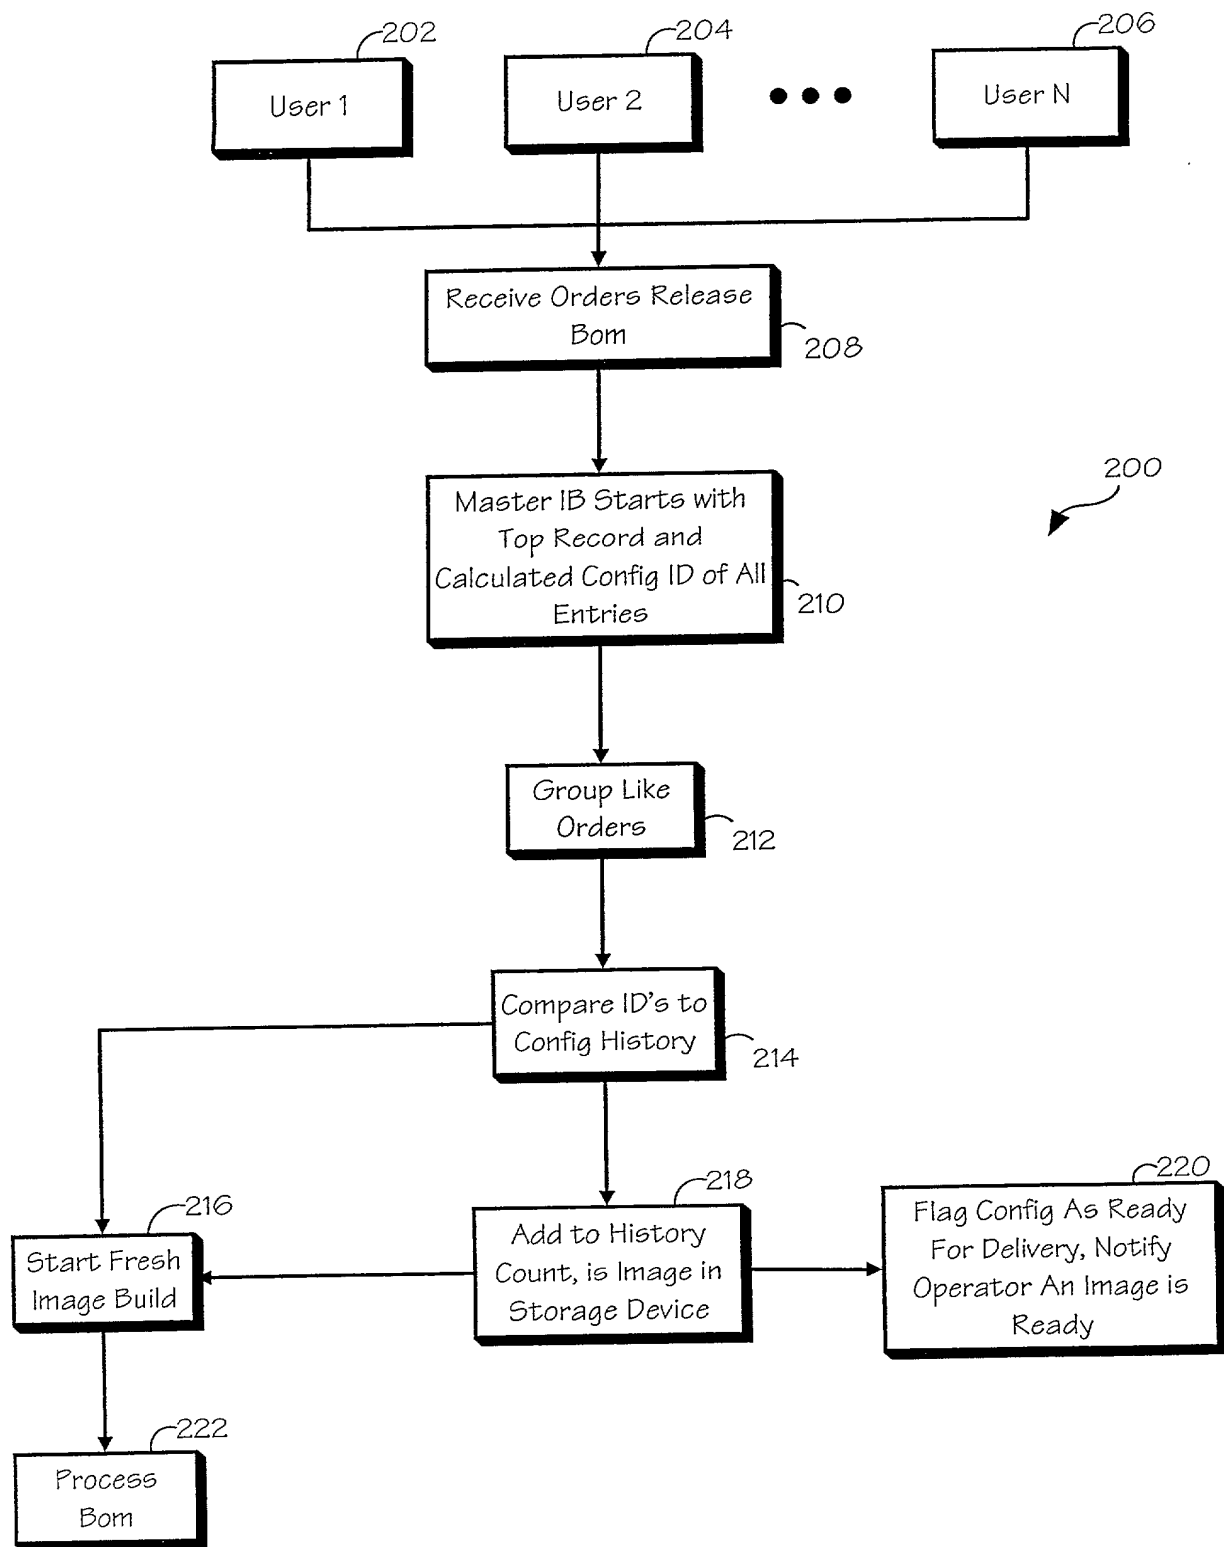 202
204
206
User 1
User 2
User N
Receive Orders Release
Bom
208
200
Master IB Starts with
Top Record and
Calculated Config ID of All
Entries
210
Group Like
Orders
212
Compare ID's to
Config History
214
216
218
220
Start Fresh
Image Build
Add to History
Count, is Image in
Storage Device
Flag Config As Ready
For Delivery, Notify
Operator An Image is
Ready
222
Process
Bom